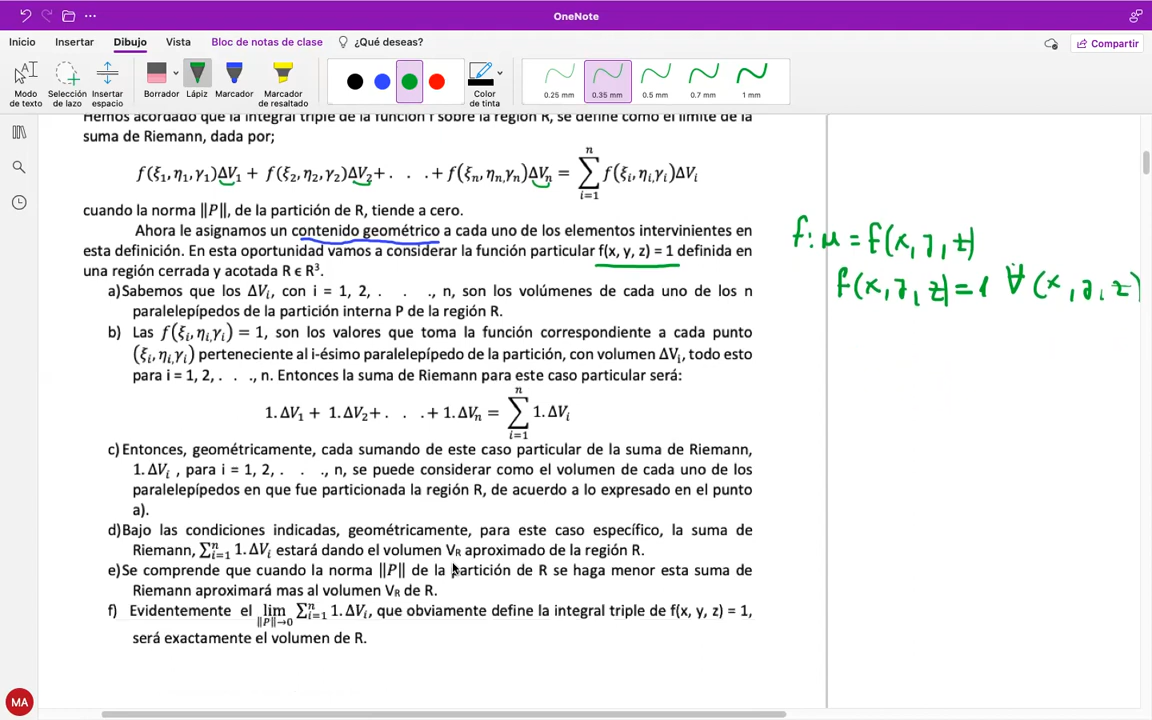 OneNote
Inicio Insertar Dibujo Vista Bloc de notas de clase ¿Qué deseas? Compartir
Modo de texto
Selección de lazo
Insertar espacio
Borrador
Lápiz
Marcador
Marcador de resaltado
Color de tinta
0.25 mm 0.35 mm 0.5 mm 0.7 mm 1 mm
Hemos acordado que la integral triple de la función f sobre la región R, se define como el límite de la
suma de Riemann, dada por;
f(ξ₁, η₁, γ₁)ΔV₁ + f(ξ₂, η₂, γ₂)ΔV₂+ . . . +f(ξₙ, ηₙ, γₙ)ΔVₙ = ∑ⁿᵢ₌₁ f(ξᵢ, ηᵢ, γᵢ)ΔVᵢ
cuando la norma ‖P‖, de la partición de R, tiende a cero.
Ahora le asignamos un contenido geométrico a cada uno de los elementos intervinientes en
esta definición. En esta oportunidad vamos a considerar la función particular f(x, y, z) = 1 definida en
una región cerrada y acotada R ϵ R³.
a)Sabemos que los ΔVᵢ, con i = 1, 2, . . ., n, son los volúmenes de cada uno de los n
paralelepípedos de la partición interna P de la región R.
b) Las f(ξᵢ, ηᵢ, γᵢ) = 1, son los valores que toma la función correspondiente a cada punto
(ξᵢ, ηᵢ, γᵢ) perteneciente al i-ésimo paralelepípedo de la partición, con volumen ΔVᵢ, todo esto
para i = 1, 2, . . ., n. Entonces la suma de Riemann para este caso particular será:
1. ΔV₁ + 1. ΔV₂+ . . . + 1. ΔVₙ = ∑ⁿᵢ₌₁ 1. ΔVᵢ
c) Entonces, geométricamente, cada sumando de este caso particular de la suma de Riemann,
1. ΔVᵢ , para i = 1, 2, . . ., n, se puede considerar como el volumen de cada uno de los
paralelepípedos en que fue particionada la región R, de acuerdo a lo expresado en el punto
a).
d)Bajo las condiciones indicadas, geométricamente, para este caso específico, la suma de
Riemann, ∑ⁿᵢ₌₁ 1. ΔVᵢ estará dando el volumen V_R aproximado de la región R.
e)Se comprende que cuando la norma ‖P‖ de la partición de R se haga menor esta suma de
Riemann aproximará mas al volumen V_R de R.
f) Evidentemente el lim ‖P‖→0 ∑ⁿᵢ₌₁ 1. ΔVᵢ, que obviamente define la integral triple de f(x, y, z) = 1,
será exactamente el volumen de R.
f: μ = f(x, y, z)
f(x, y, z) = 1 ∀ (x, y, z)
MA